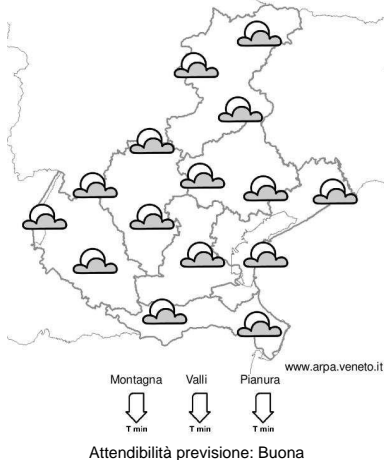 www.arpa.veneto.it
Montagna Valli Pianura
T min T min T min
Attendibilità previsione: Buona